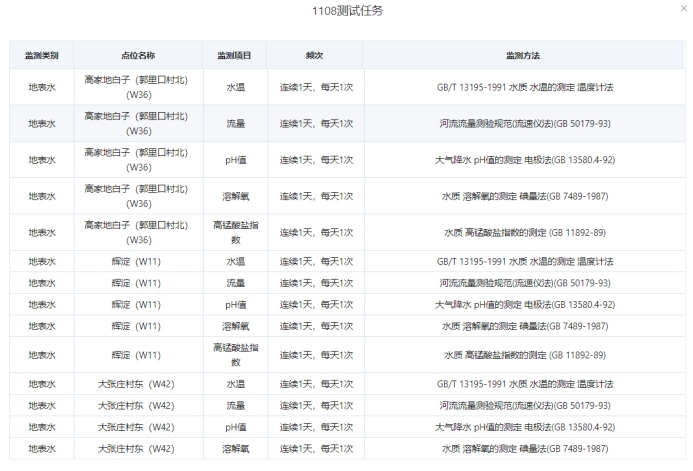 1108测试任务
×
监测类别 点位名称 监测项目 频次 监测方法
地表水 高家地白子（郭里口村北）(W36) 水温 连续1天，每天1次 GB/T 13195-1991 水质 水温的测定 温度计法
地表水 高家地白子（郭里口村北）(W36) 流量 连续1天，每天1次 河流流量测验规范(流速仪法)(GB 50179-93)
地表水 高家地白子（郭里口村北）(W36) pH值 连续1天，每天1次 大气降水 pH值的测定 电极法(GB 13580.4-92)
地表水 高家地白子（郭里口村北）(W36) 溶解氧 连续1天，每天1次 水质 溶解氧的测定 碘量法(GB 7489-1987)
地表水 高家地白子（郭里口村北）(W36) 高锰酸盐指数 连续1天，每天1次 水质 高锰酸盐指数的测定 (GB 11892-89)
地表水 辉淀（W11） 水温 连续1天，每天1次 GB/T 13195-1991 水质 水温的测定 温度计法
地表水 辉淀（W11） 流量 连续1天，每天1次 河流流量测验规范(流速仪法)(GB 50179-93)
地表水 辉淀（W11） pH值 连续1天，每天1次 大气降水 pH值的测定 电极法(GB 13580.4-92)
地表水 辉淀（W11） 溶解氧 连续1天，每天1次 水质 溶解氧的测定 碘量法(GB 7489-1987)
地表水 辉淀（W11） 高锰酸盐指数 连续1天，每天1次 水质 高锰酸盐指数的测定 (GB 11892-89)
地表水 大张庄村东（W42） 水温 连续1天，每天1次 GB/T 13195-1991 水质 水温的测定 温度计法
地表水 大张庄村东（W42） 流量 连续1天，每天1次 河流流量测验规范(流速仪法)(GB 50179-93)
地表水 大张庄村东（W42） pH值 连续1天，每天1次 大气降水 pH值的测定 电极法(GB 13580.4-92)
地表水 大张庄村东（W42） 溶解氧 连续1天，每天1次 水质 溶解氧的测定 碘量法(GB 7489-1987)